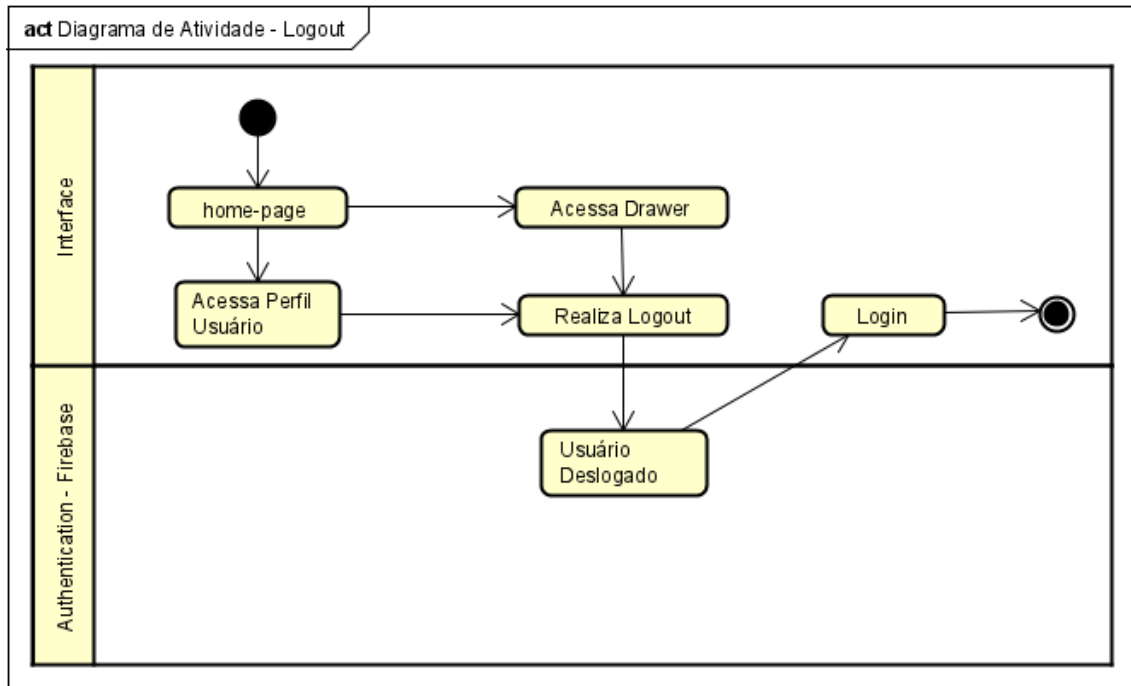 act Diagrama de Atividade - Logout
Interface
home-page
Acessa Drawer
Acessa Perfil
Usuário
Realiza Logout
Login
Authentication - Firebase
Usuário
Deslogado